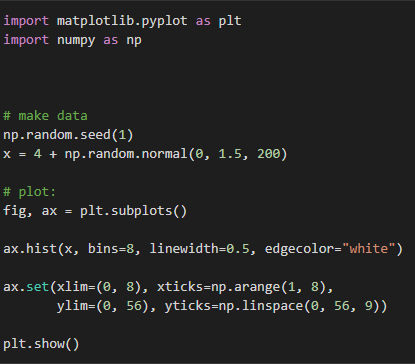 import matplotlib.pyplot as plt
import numpy as np
# make data
np.random.seed(1)
x = 4 + np.random.normal(0, 1.5, 200)
# plot:
fig, ax = plt.subplots()
ax.hist(x, bins=8, linewidth=0.5, edgecolor="white")
ax.set(xlim=(0, 8), xticks=np.arange(1, 8),
       ylim=(0, 56), yticks=np.linspace(0, 56, 9))
plt.show()